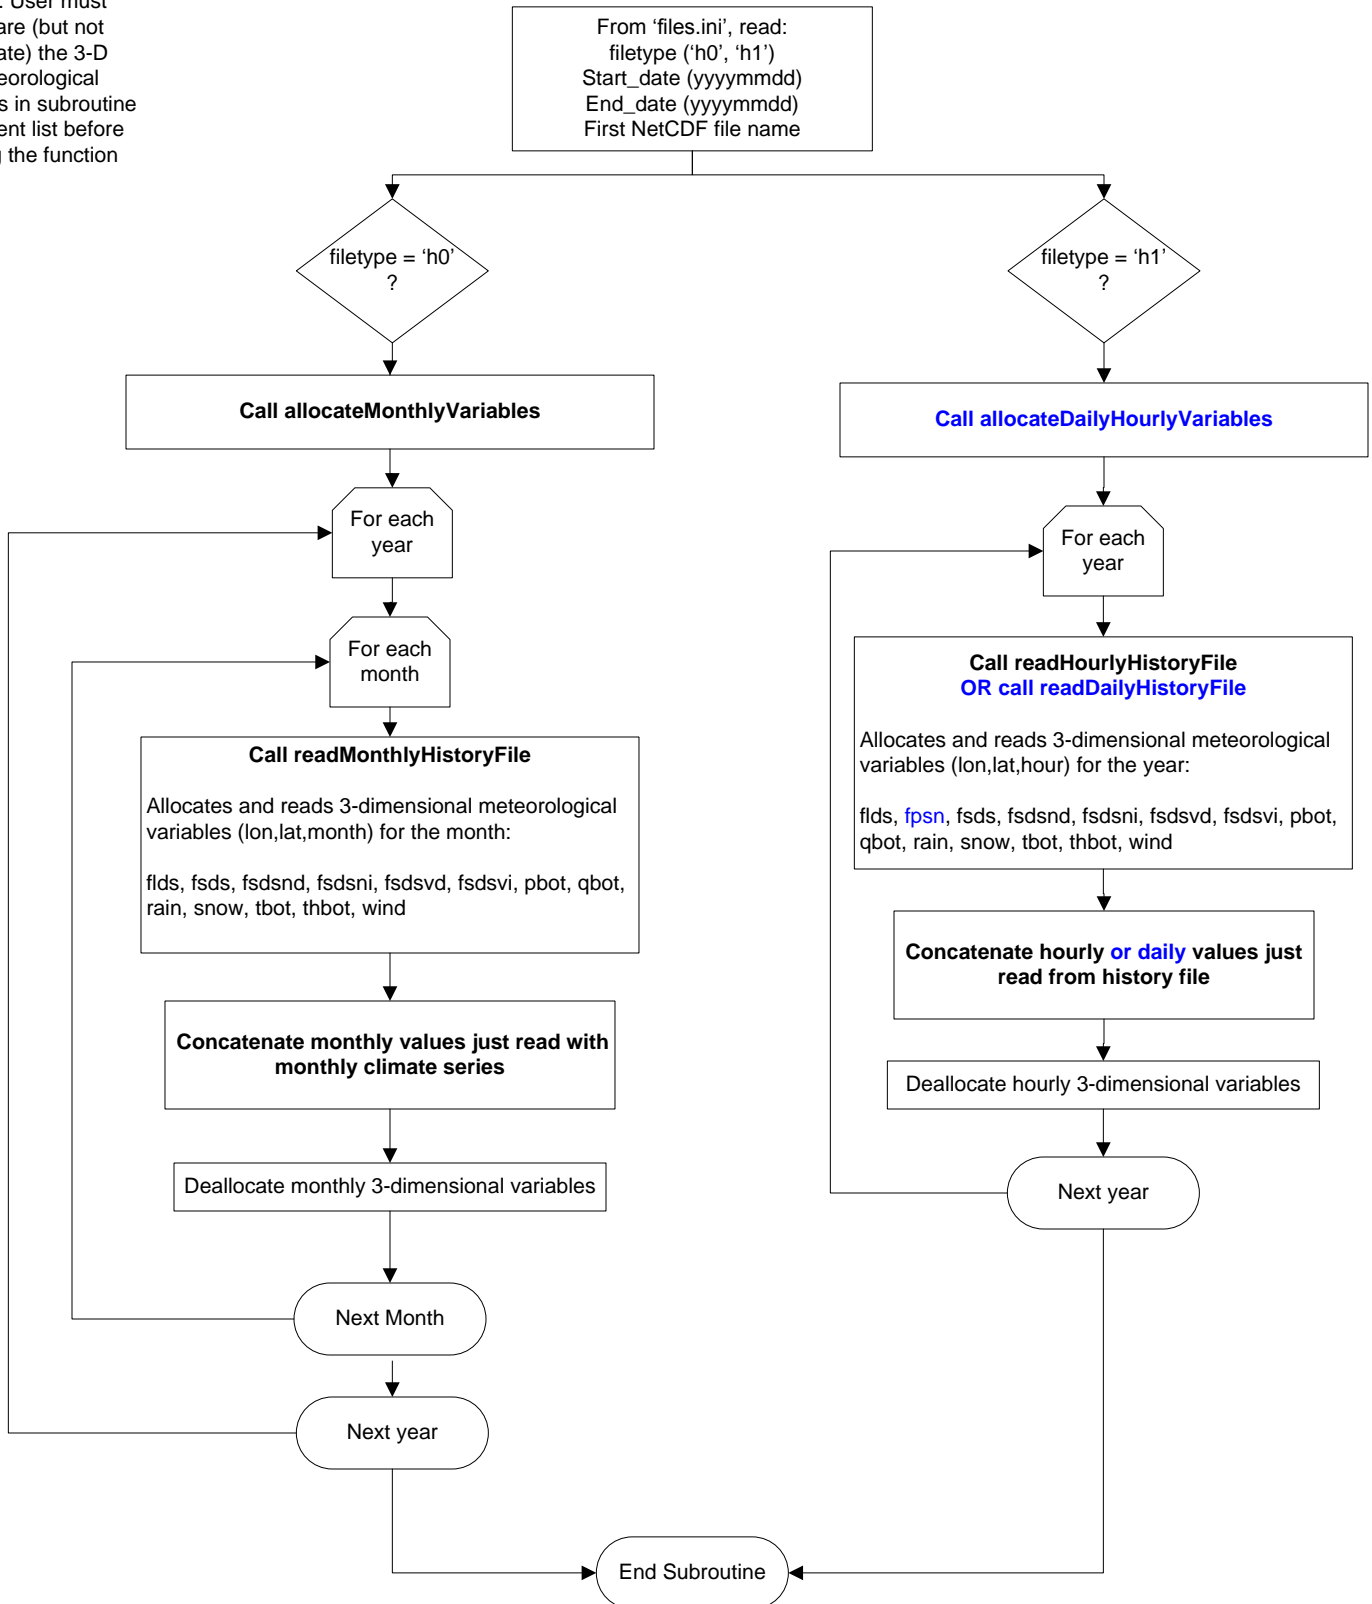 User must
(but not
the 3-D
in subroutine
list before
the function
From ‘files.ini’, read:
filetype (‘h0’, ‘h1’)
Start_date (yyyymmdd)
End_date (yyyymmdd)
First NetCDF file name
filetype = ‘h0’
?
filetype = ‘h1’
?
Call allocateMonthlyVariables
Call allocateDailyHourlyVariables
For each
year
For each
month
Call readMonthlyHistoryFile
Allocates and reads 3-dimensional meteorological
variables (lon,lat,month) for the month:
flds, fsds, fsdsnd, fsdsni, fsdsvd, fsdsvi, pbot, qbot,
rain, snow, tbot, thbot, wind
Concatenate monthly values just read with
monthly climate series
Deallocate monthly 3-dimensional variables
Next Month
Next year
For each
year
Call readHourlyHistoryFile
OR call readDailyHistoryFile
Allocates and reads 3-dimensional meteorological
variables (lon,lat,hour) for the year:
flds, fpsn, fsds, fsdsnd, fsdsni, fsdsvd, fsdsvi, pbot,
qbot, rain, snow, tbot, thbot, wind
Concatenate hourly or daily values just
read from history file
Deallocate hourly 3-dimensional variables
Next year
End Subroutine